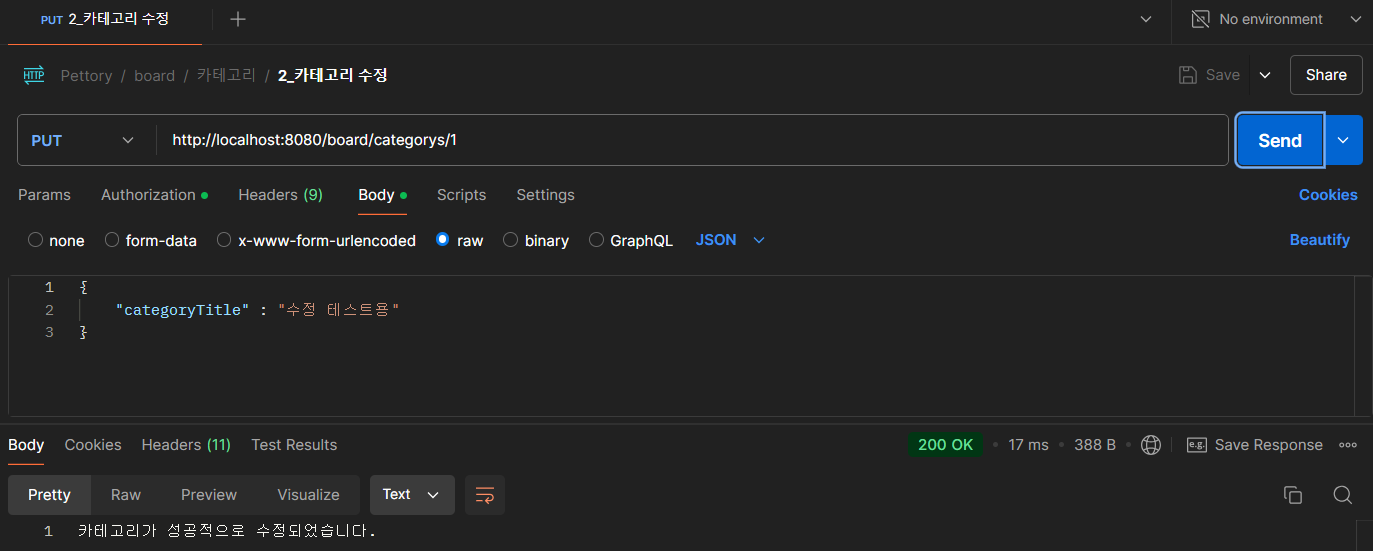 PUT 2_카테고리 수정
No environment
HTTP Pettory / board / 카테고리 / 2_카테고리 수정
Save
Share
PUT
http://localhost:8080/board/categorys/1
Send
Params Authorization Headers (9) Body Scripts Settings Cookies
none form-data x-www-form-urlencoded raw binary GraphQL JSON Beautify
1 {
2 "categoryTitle" : "수정 테스트용"
3 }
Body Cookies Headers (11) Test Results 200 OK 17 ms 388 B e.g. Save Response
Pretty Raw Preview Visualize Text
1 카테고리가 성공적으로 수정되었습니다.